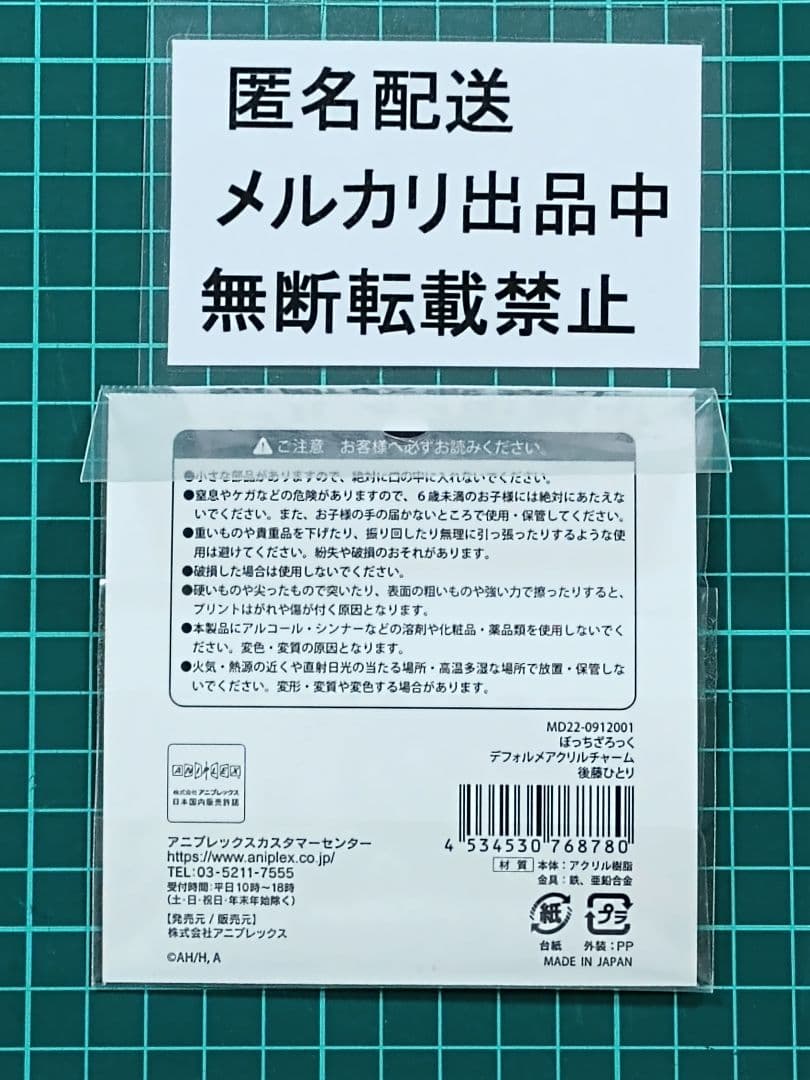 匿名配送
メルカリ出品中
無断転載禁止
ご注意 お客様へ必ずお読みください。
●小さな部品がありますので、絶対に口の中に入れないでください。
●窒息やケガなどの危険がありますので、6歳未満のお子様には絶対にあたえな
いでください。また、お子様の手の届かないところで使用・保管してください。
●重いものや貴重品を下げたり、振り回したり無理に引っ張ったりするような使
用は避けてください。紛失や破損のおそれがあります。
●破損した場合は使用しないでください。
●硬いものや尖ったもので突いたり、表面の粗いものや強い力で擦ったりすると、
プリントはがれや傷が付く原因となります。
●本製品にアルコール・シンナーなどの溶剤や化粧品・薬品類を使用しないでく
ださい。変色・変質の原因となります。
●火気・熱源の近くや直射日光の当たる場所・高温多湿な場所で放置・保管しな
いでください。変形・変質や変色する場合があります。
MD22-0912001
ぼっちざろっく
デフォルメアクリルチャーム
後藤ひとり
ANIPLEX
株式会社アニプレックス
日本国内販売許諾
4 534530 768780
アニプレックスカスタマーセンター
https://www.aniplex.co.jp/
TEL:03-5211-7555
受付時間:平日10時〜18時
(土・日・祝日・年末年始除く)
【発売元 / 販売元】
株式会社アニプレックス
©AH/H, A
材質 本体:アクリル樹脂
金具:鉄、亜鉛合金
紙 プラ
台紙 外装:PP
MADE IN JAPAN